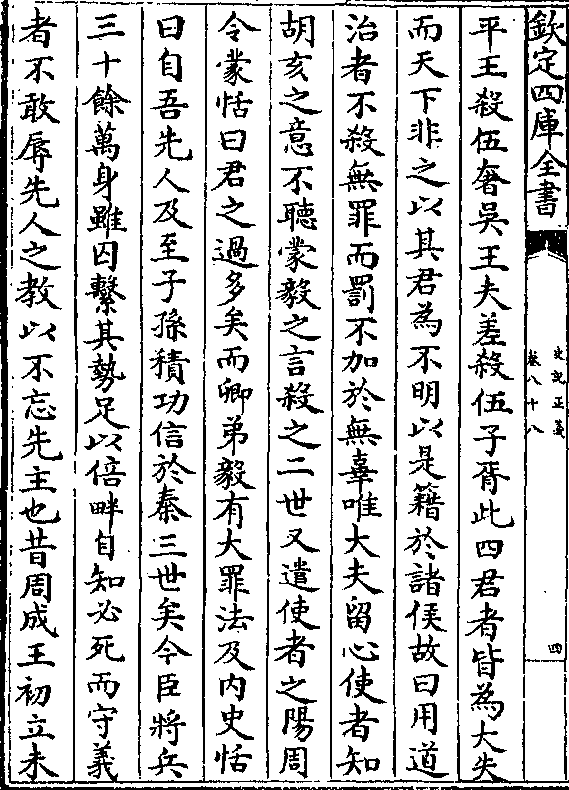 欽定四庫全書
史記正義
卷八十八
四
平王殺伍奢吳王夫差殺伍子胥此四君者皆為大失
而天下非之以其君為不明以是籍於諸侯故曰用道
治者不殺無罪而罰不加於無辜唯大夫留心使者知
胡亥之意不聽蒙毅之言殺之二世又遣使者之陽周
令蒙恬曰君之過多矣而卿弟毅有大罪法及內史恬
曰自吾先人及至子孫積功信於秦三世矣今臣將兵
三十餘萬身雖囚繫其勢足以倍畔自知必死而守義
者不敢辱先人之教以不忘先主也昔周成王初立未